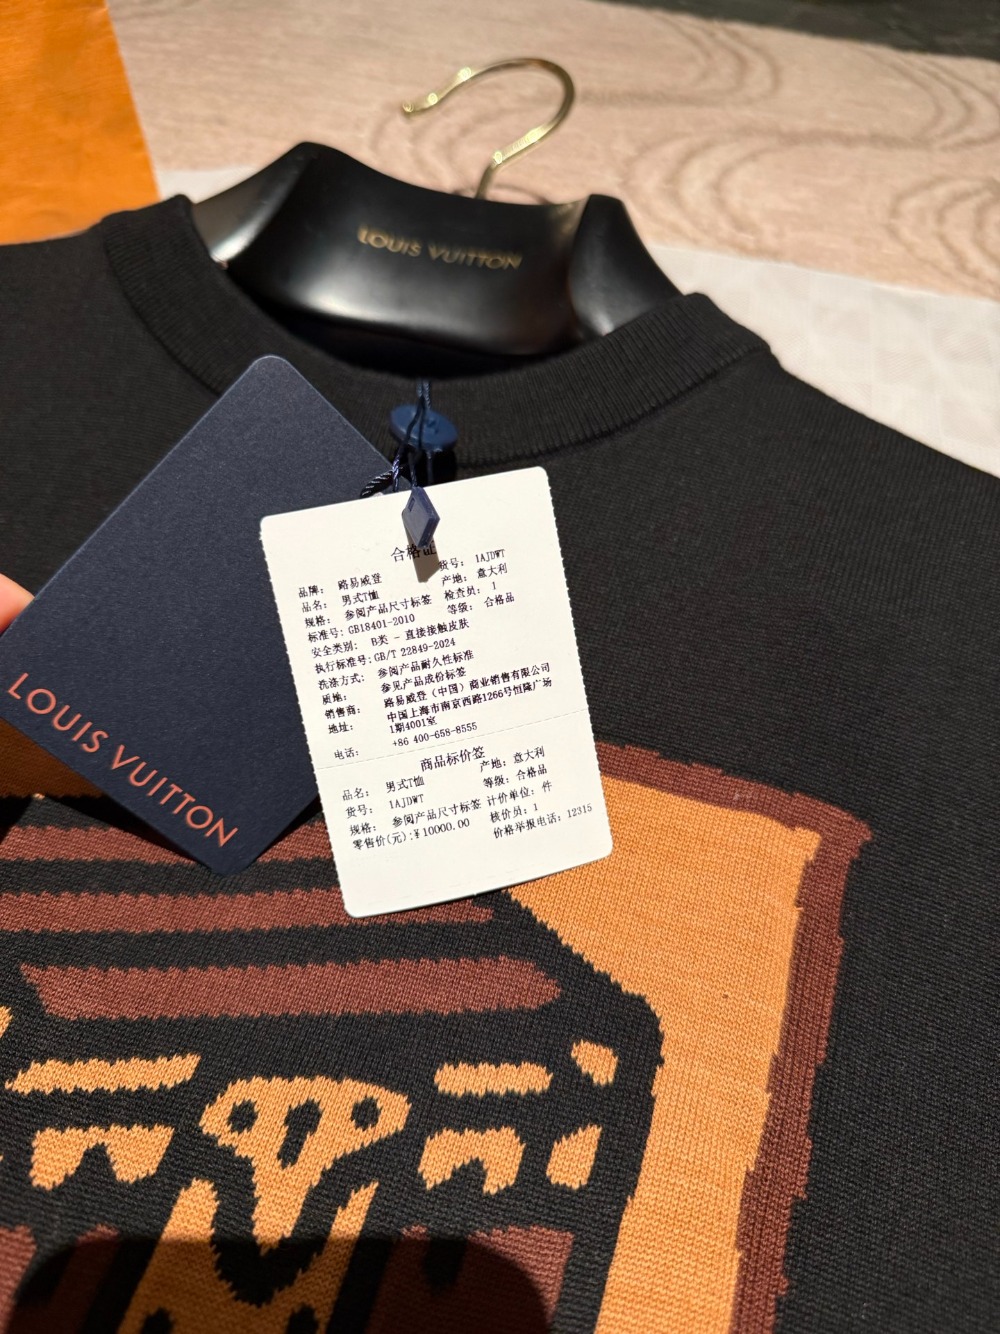 LOUIS VUITTON
LOUIS VUITTON
合格证
品牌： 路易威登 货号： 1AJDWT
品名： 男式T恤 产地： 意大利
规格： 参阅产品尺寸标签 检查员： 1
标准号: GB18401-2010 等级： 合格品
安全类别： B类 - 直接接触皮肤
执行标准号: GB/T 22849-2024
洗涤方式： 参阅产品耐久性标准
质地： 参见产品成份标签
销售商： 路易威登（中国）商业销售有限公司
地址： 中国上海市南京西路1266号恒隆广场
1期4001室
电话： +86 400-658-8555
商品标价签
品名： 男式T恤 产地： 意大利
货号： 1AJDWT 等级： 合格品
规格： 参阅产品尺寸标签 计价单位： 件
零售价(元):￥10000.00 核价员： 1
价格举报电话： 12315